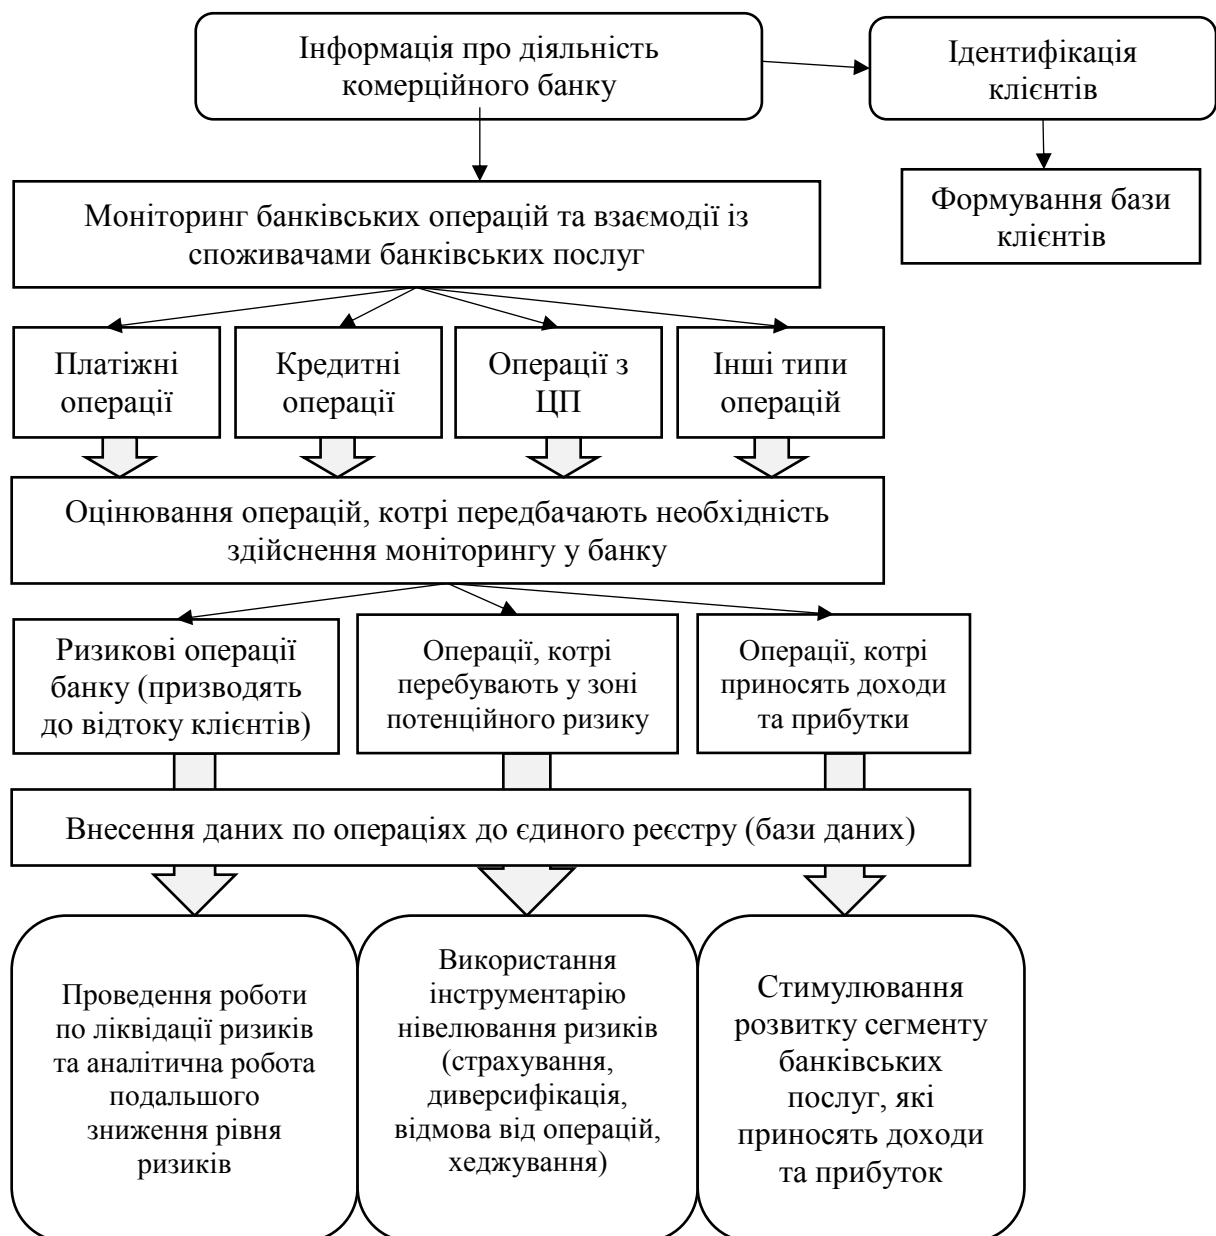 Інформація про діяльність
комерційного банку
Ідентифікація
клієнтів
Формування бази
клієнтів
Моніторинг банківських операцій та взаємодії із
споживачами банківських послуг
Платіжні
операції
Кредитні
операції
Операції з
ЦП
Інші типи
операцій
Оцінювання операцій, котрі передбачають необхідність
здійснення моніторингу у банку
Ризикові операції
банку (призводять
до відтоку клієнтів)
Операції, котрі
перебувають у зоні
потенційного ризику
Операції, котрі
приносять доходи
та прибутки
Внесення даних по операціях до єдиного реєстру (бази даних)
Проведення роботи
по ліквідації ризиків
та аналітична робота
подальшого
зниження рівня
ризиків
Використання
інструментарію
нівелювання ризиків
(страхування,
диверсифікація,
відмова від операцій,
хеджування)
Стимулювання
розвитку сегменту
банківських
послуг, які
приносять доходи
та прибуток